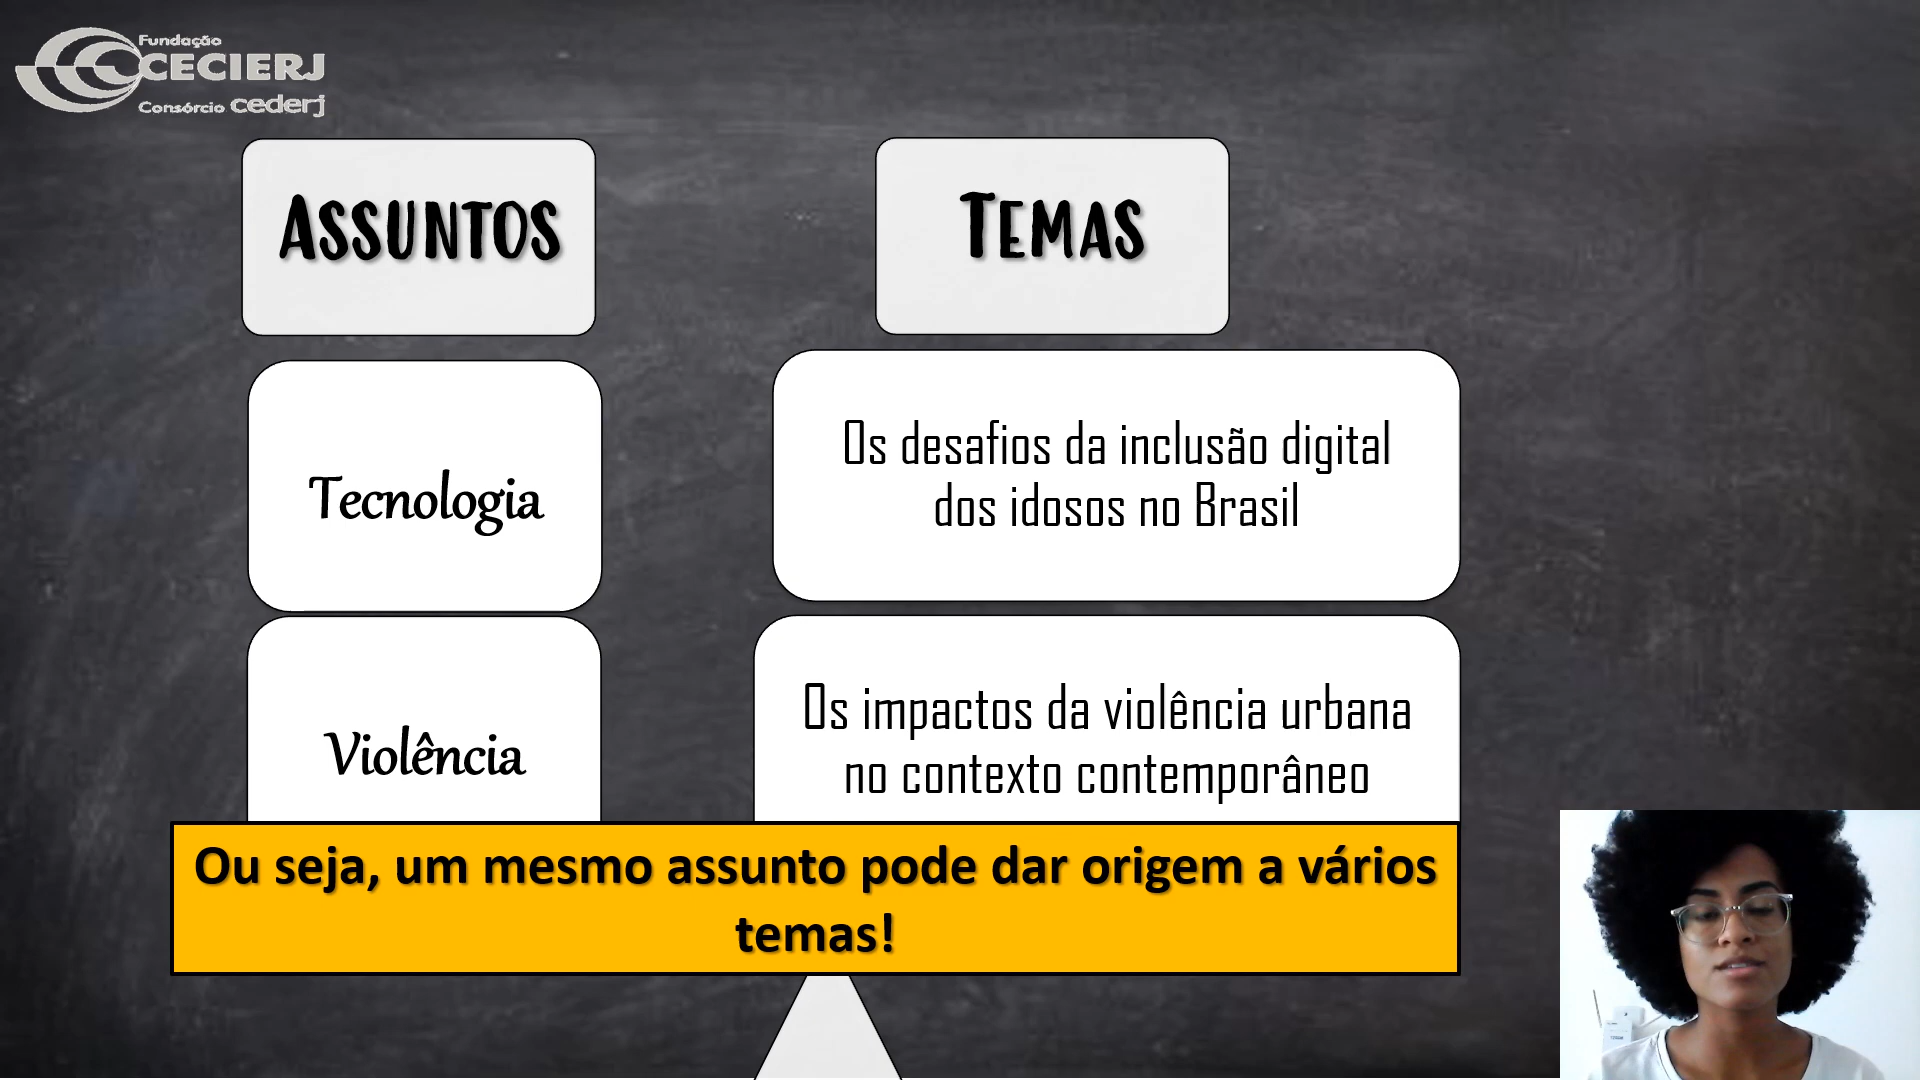 Fundação
CECIERJ
Consórcio cederj
ASSUNTOS
TEMAS
Tecnologia
Os desafios da inclusão digital
dos idosos no Brasil
Violência
Os impactos da violência urbana
no contexto contemporâneo
Ou seja, um mesmo assunto pode dar origem a vários
temas!